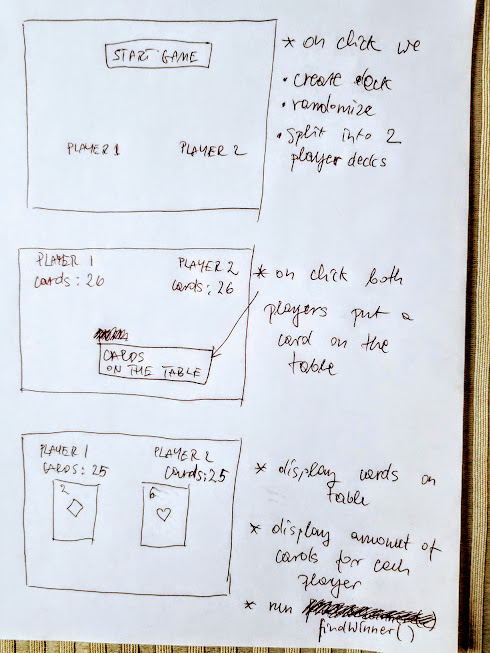 START GAME
PLAYER 1 PLAYER 2
* on click we
• create deck
• randomize
• split into 2
player decks
PLAYER 1 PLAYER 2
cards: 26 cards: 26
CARDS
ON THE TABLE
* on click both
players put a
card on the
table
PLAYER 1 PLAYER 2
CARDS: 25 cards: 25
2 6
* display cards on
table
* display amount of
cards for each
player
* run
findWinner()